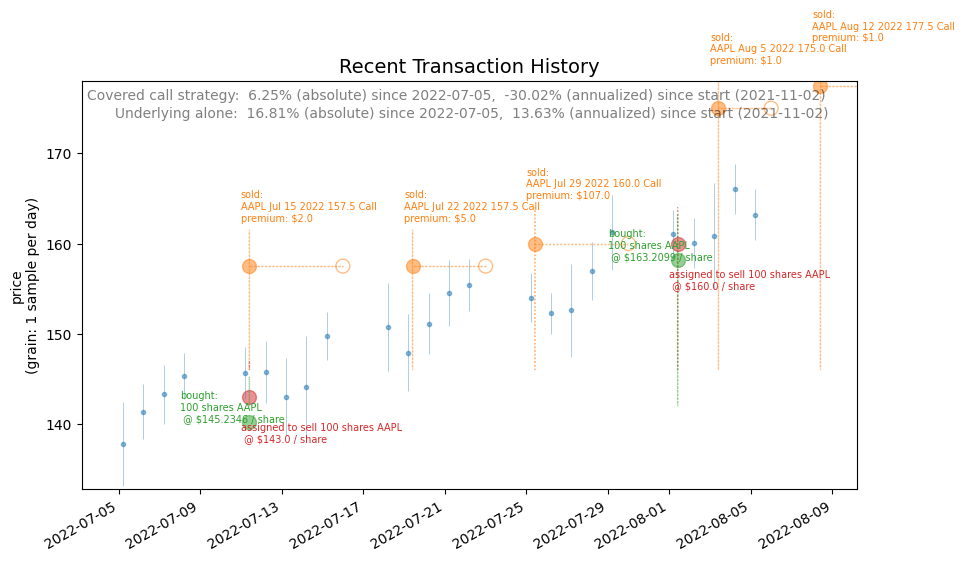 sold:
AAPL Aug 12 2022 177.5 Call
premium: $1.0
sold:
AAPL Aug 5 2022 175.0 Call
premium: $1.0
Recent Transaction History
Covered call strategy:  6.25% (absolute) since 2022-07-05,  -30.02% (annualized) since start (2021-11-02)
Underlying alone:  16.81% (absolute) since 2022-07-05,  13.63% (annualized) since start (2021-11-02)
170
160
150
140
price
(grain: 1 sample per day)
sold:
AAPL Jul 15 2022 157.5 Call
premium: $2.0
sold:
AAPL Jul 22 2022 157.5 Call
premium: $5.0
sold:
AAPL Jul 29 2022 160.0 Call
premium: $107.0
bought:
100 shares AAPL
@ $163.2099 / share
assigned to sell 100 shares AAPL
@ $160.0 / share
bought:
100 shares AAPL
@ $145.2346 / share
assigned to sell 100 shares AAPL
@ $143.0 / share
2022-07-05
2022-07-09
2022-07-13
2022-07-17
2022-07-21
2022-07-25
2022-07-29
2022-08-01
2022-08-05
2022-08-09